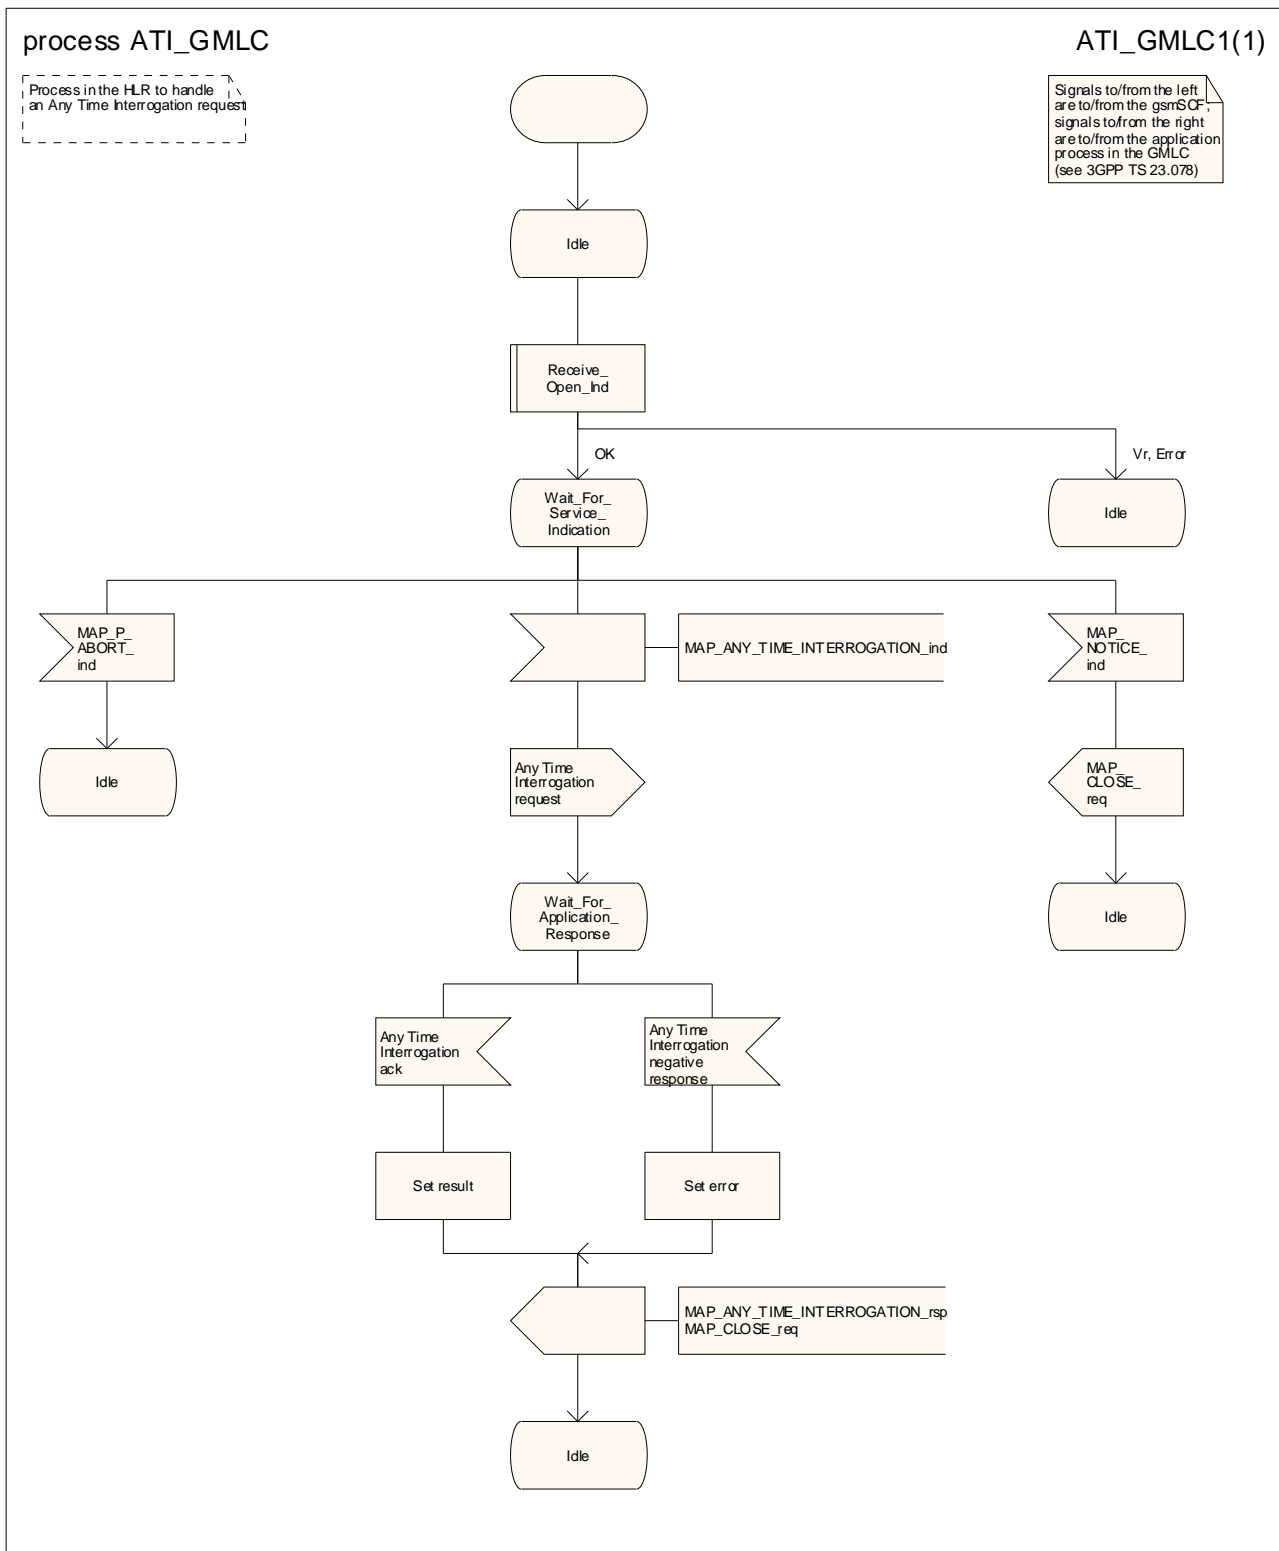 process ATI_GMLC
ATI_GMLC1(1)
Process in the HLR to handle
an Any Time Interrogation request
Signals to/from the left
are to/from the gsmSCF;
signals to/from the right
are to/from the application
process in the GMLC
(see 3GPP TS 23.078)
Idle
Receive_
Open_Ind
OK
Vr, Error
Wait_For_
Service_
Indication
Idle
MAP_P_
ABORT_
ind
MAP_ANY_TIME_INTERROGATION_ind
MAP_
NOTICE_
ind
Idle
Any Time
Interrogation
request
MAP_
CLOSE_
req
Wait_For_
Application_
Response
Idle
Any Time
Interrogation
ack
Any Time
Interrogation
negative
response
Set result
Set error
MAP_ANY_TIME_INTERROGATION_rsp
MAP_CLOSE_req
Idle